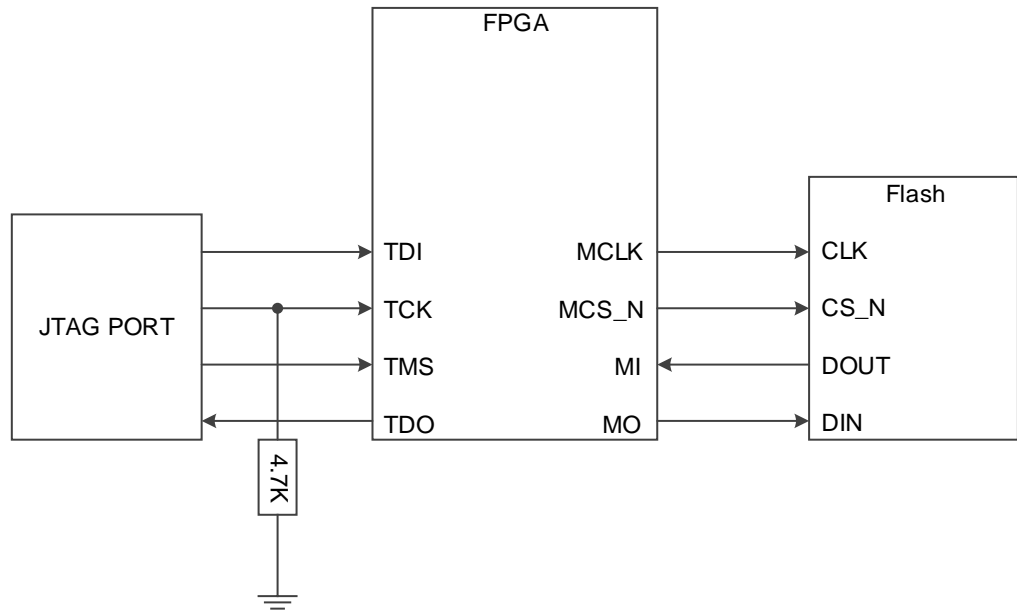 FPGA
Flash
JTAG PORT
TDI
MCLK
CLK
TCK
MCS_N
CS_N
TMS
MI
DOUT
TDO
MO
DIN
4.7K